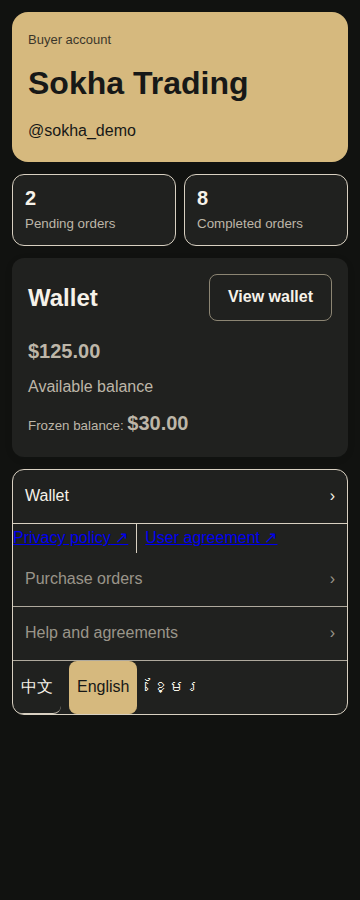 Buyer account
Sokha Trading
@sokha_demo
2
Pending orders
8
Completed orders
Wallet
View wallet
$125.00
Available balance
Frozen balance: $30.00
Wallet ›
Privacy policy ↗ User agreement ↗
Purchase orders ›
Help and agreements ›
中文 English ខ្មែរ